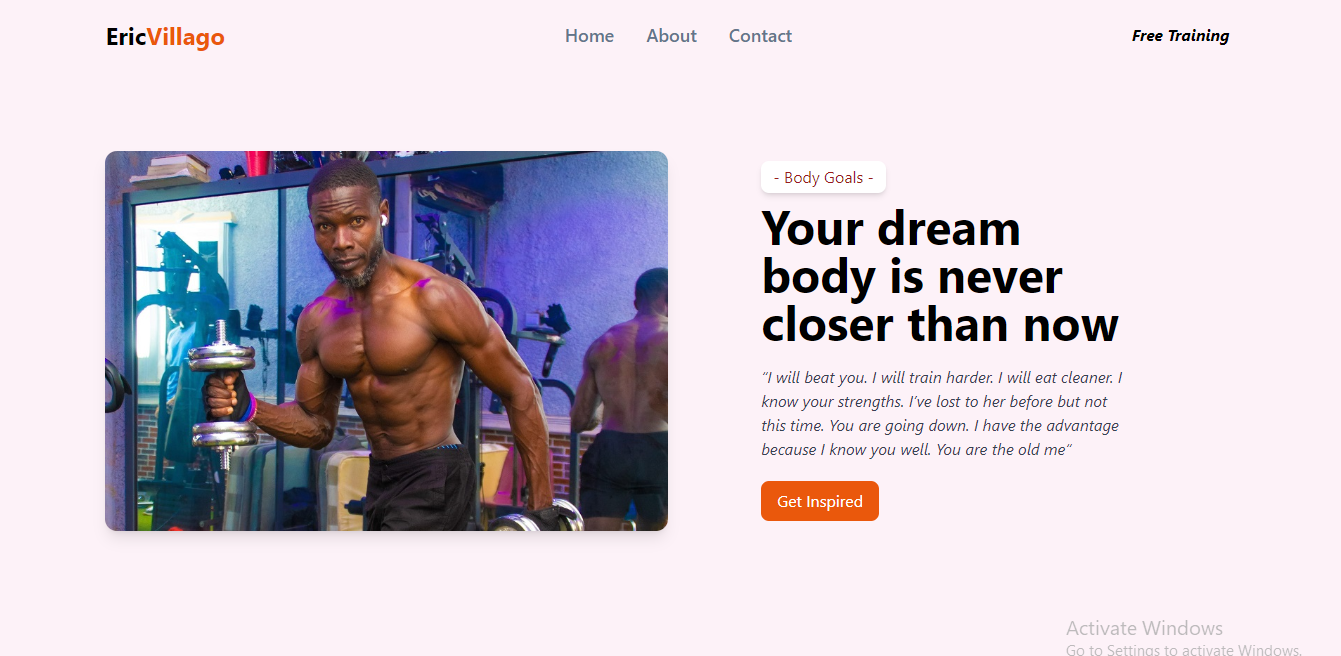 EricVillago
Home
About
Contact
Free Training
- Body Goals -
Your dream
body is never
closer than now
“I will beat you. I will train harder. I will eat cleaner. I
know your strengths. I’ve lost to her before but not
this time. You are going down. I have the advantage
because I know you well. You are the old me”
Get Inspired
Activate Windows
Go to Settings to activate Windows.